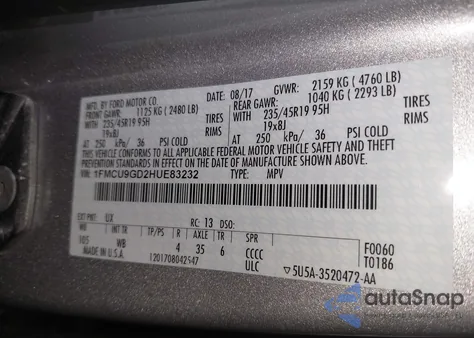 MFD. BY FORD MOTOR CO.
DATE: 08/17 GVWR: 2159 KG ( 4760 LB)
FRONT GAWR: 1125 KG ( 2480 LB) REAR GAWR: 1040 KG ( 2293 LB)
WITH 235/45R19 95H TIRES WITH 235/45R19 95H TIRES
19x8J RIMS 19x8J RIMS
AT 250 kPa/ 36 PSI COLD AT 250 kPa/ 36 PSI COLD
THIS VEHICLE CONFORMS TO ALL APPLICABLE FEDERAL MOTOR VEHICLE SAFETY, BUMPER, AND THEFT
PREVENTION STANDARDS IN EFFECT ON THE DATE OF MANUFACTURE SHOWN ABOVE.
VIN: 1FMCU9GD2HUE83232 TYPE: MPV
EXT PNT: UX RC: 13 DSO: F0060
WB TP/PS R AXLE TR SPR T0186
105 4 35 6 CCCC
MADE IN U.S.A. ULC 5U5A-3520472-AA
autoSnap